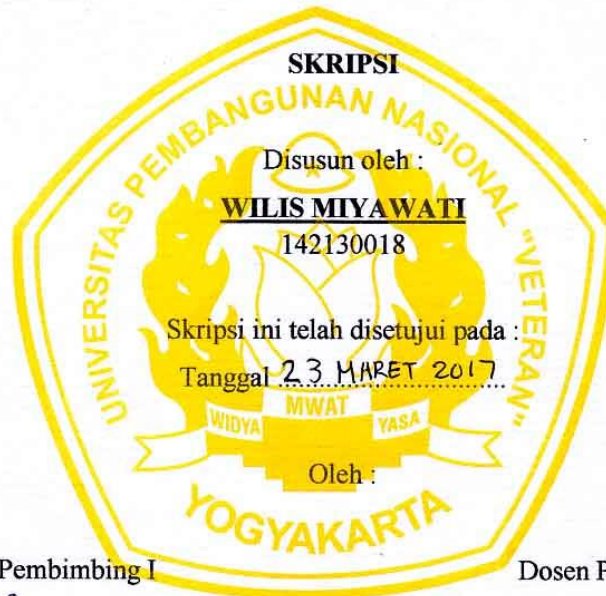 SKRIPSI
UNIVERSITAS PEMBANGUNAN NASIONAL "VETERAN"
Disusun oleh :
WILIS MIYAWATI
142130018
Skripsi ini telah disetujui pada :
Tanggal 23 MARET 2017
WIDYA MWAT YASA
Oleh :
YOGYAKARTA
Pembimbing I
Dosen P